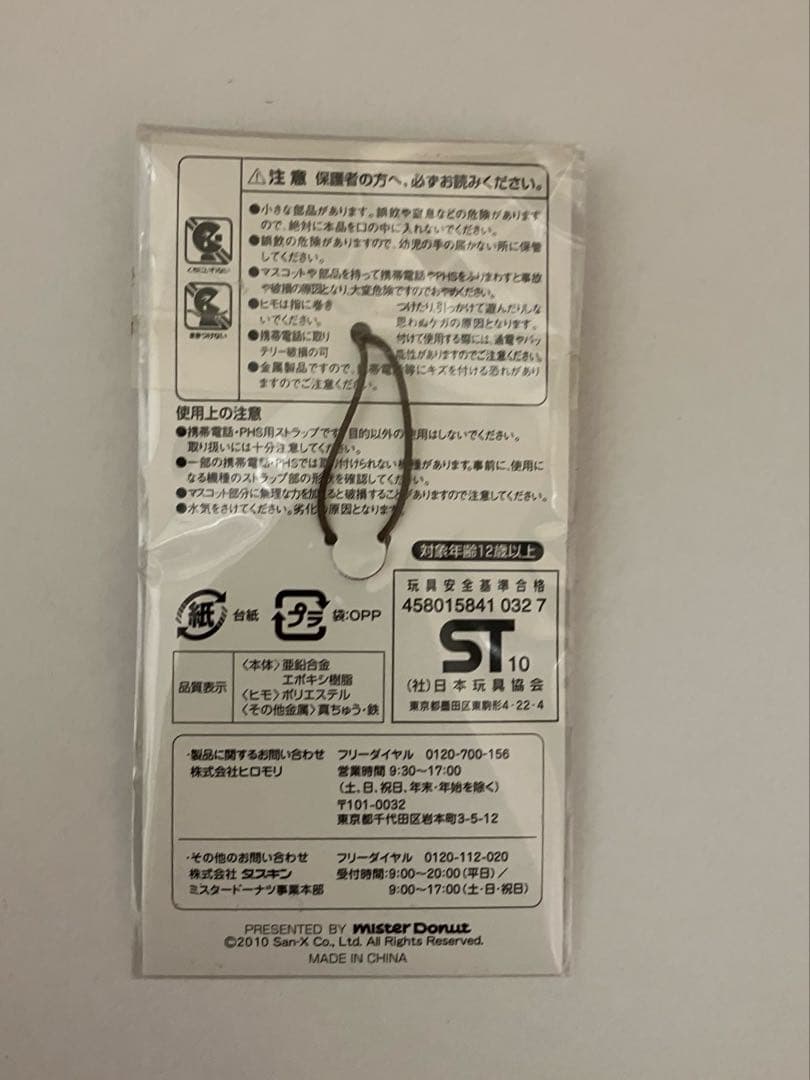 ⚠注意 保護者の方へ、必ずお読みください。
●小さな部品があります。誤飲や窒息などの危険があります
ので、絶対に本品を口の中に入れないでください。
●誤飲の危険がありますので、幼児の手の届かない所に保管
してください。
●マスコットや部品を持って携帯電話やPHSをふりまわすと事故
や破損の原因となり、大変危険ですのでおやめください。
●ヒモは指に巻き つけたり、引っかけて遊んだりしな
いでください。 思わぬケガの原因となります。
●携帯電話に取り 付けて使用する際には、通電やバッ
テリー破損の可 能性がありますのでご注意ください。
●金属製品ですので、携帯電話等にキズを付ける恐れがあり
ますのでご注意ください。
使用上の注意
●携帯電話・PHS用ストラップです。目的以外の使用はしないでください。
取り扱いには十分注意してください。
●一部の携帯電話・PHSでは取り付けられない機種があります。事前に、使用に
なる機種のストラップ部の形状を確認してください。
●マスコット部分に無理な力を加えると破損することがありますので注意してください。
●水気をさけてください。劣化の原因となります。
対象年齢12歳以上
紙 台紙
プラ 袋:OPP
玩具安全基準合格
458015841 032 7
ST 10
(社)日本玩具協会
東京都墨田区東駒形4-22-4
品質表示
〈本体〉亜鉛合金
エポキシ樹脂
〈ヒモ〉ポリエステル
〈その他金属〉真ちゅう・鉄
・製品に関するお問い合わせ フリーダイヤル 0120-700-156
株式会社ヒロモリ 営業時間 9:30〜17:00
(土、日、祝日、年末・年始を除く)
〒101-0032
東京都千代田区岩本町3-5-12
・その他のお問い合わせ フリーダイヤル 0120-112-020
株式会社 ダスキン 受付時間:9:00〜20:00(平日)/
ミスタードーナツ事業本部 9:00〜17:00(土・日・祝日)
PRESENTED BY mister Donut
©2010 San-X Co., Ltd. All Rights Reserved.
MADE IN CHINA